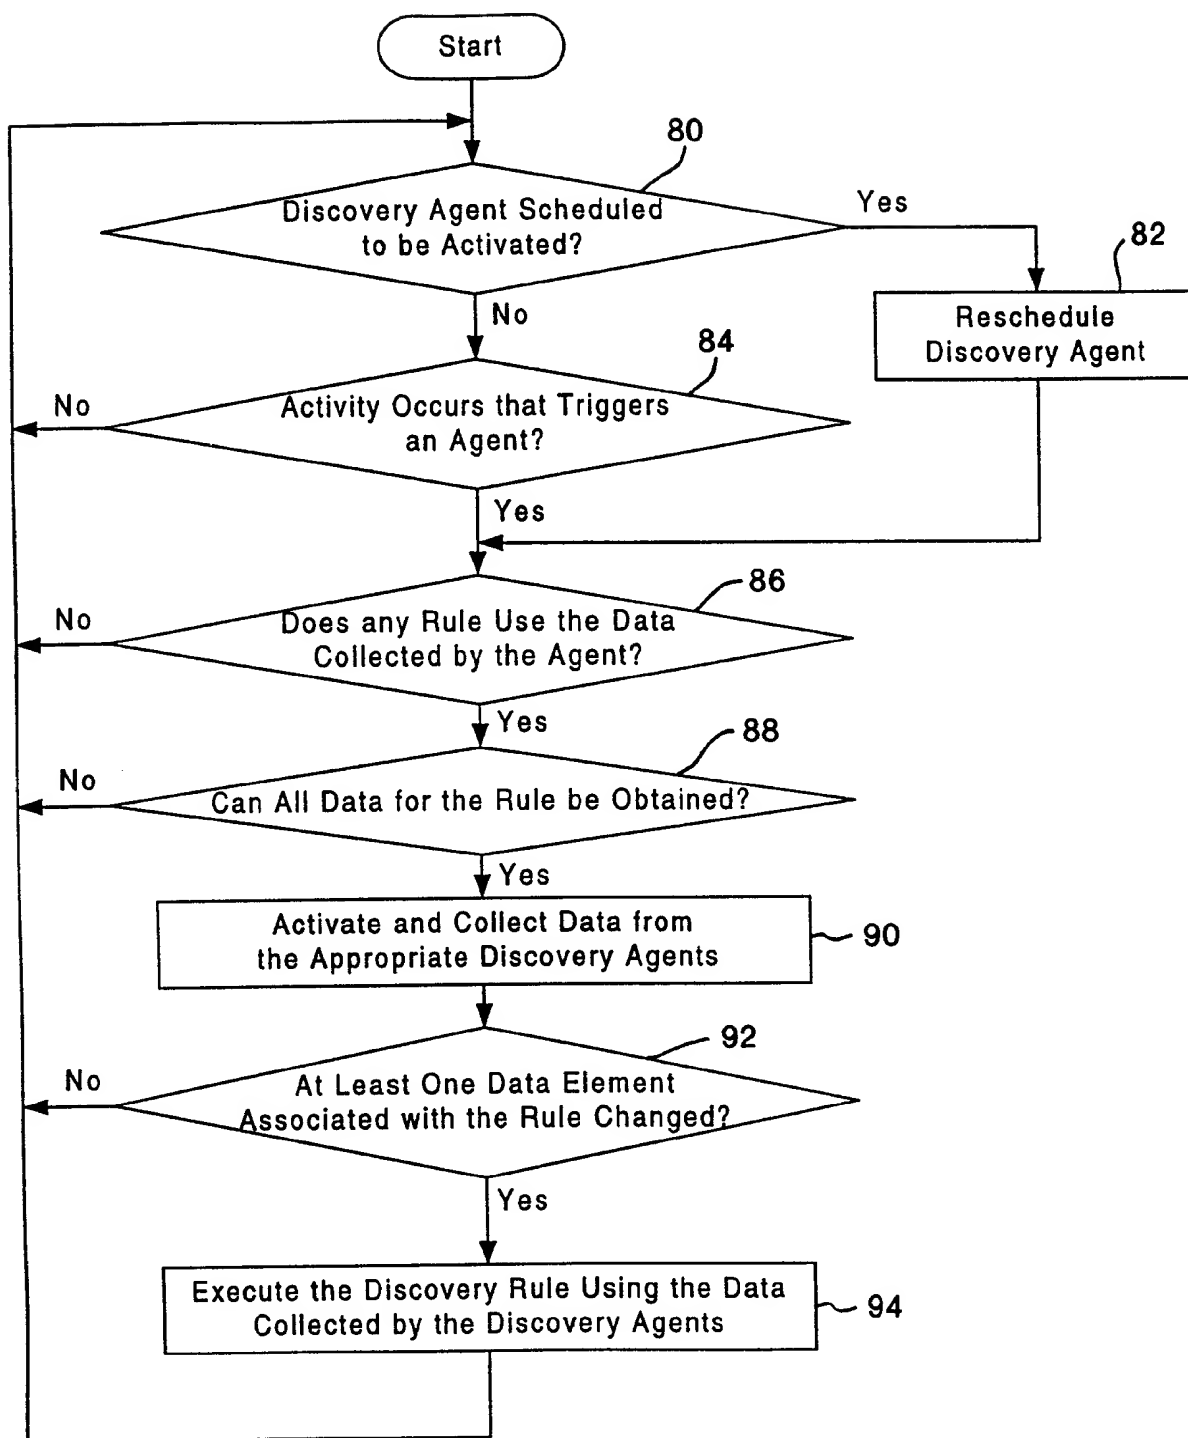 Start
80
Discovery Agent Scheduled
to be Activated?
Yes
82
Reschedule
Discovery Agent
No
84
Activity Occurs that Triggers
an Agent?
No
Yes
86
Does any Rule Use the Data
Collected by the Agent?
No
Yes
88
Can All Data for the Rule be Obtained?
No
Yes
Activate and Collect Data from
the Appropriate Discovery Agents
90
92
At Least One Data Element
Associated with the Rule Changed?
No
Yes
Execute the Discovery Rule Using the Data
Collected by the Discovery Agents
94